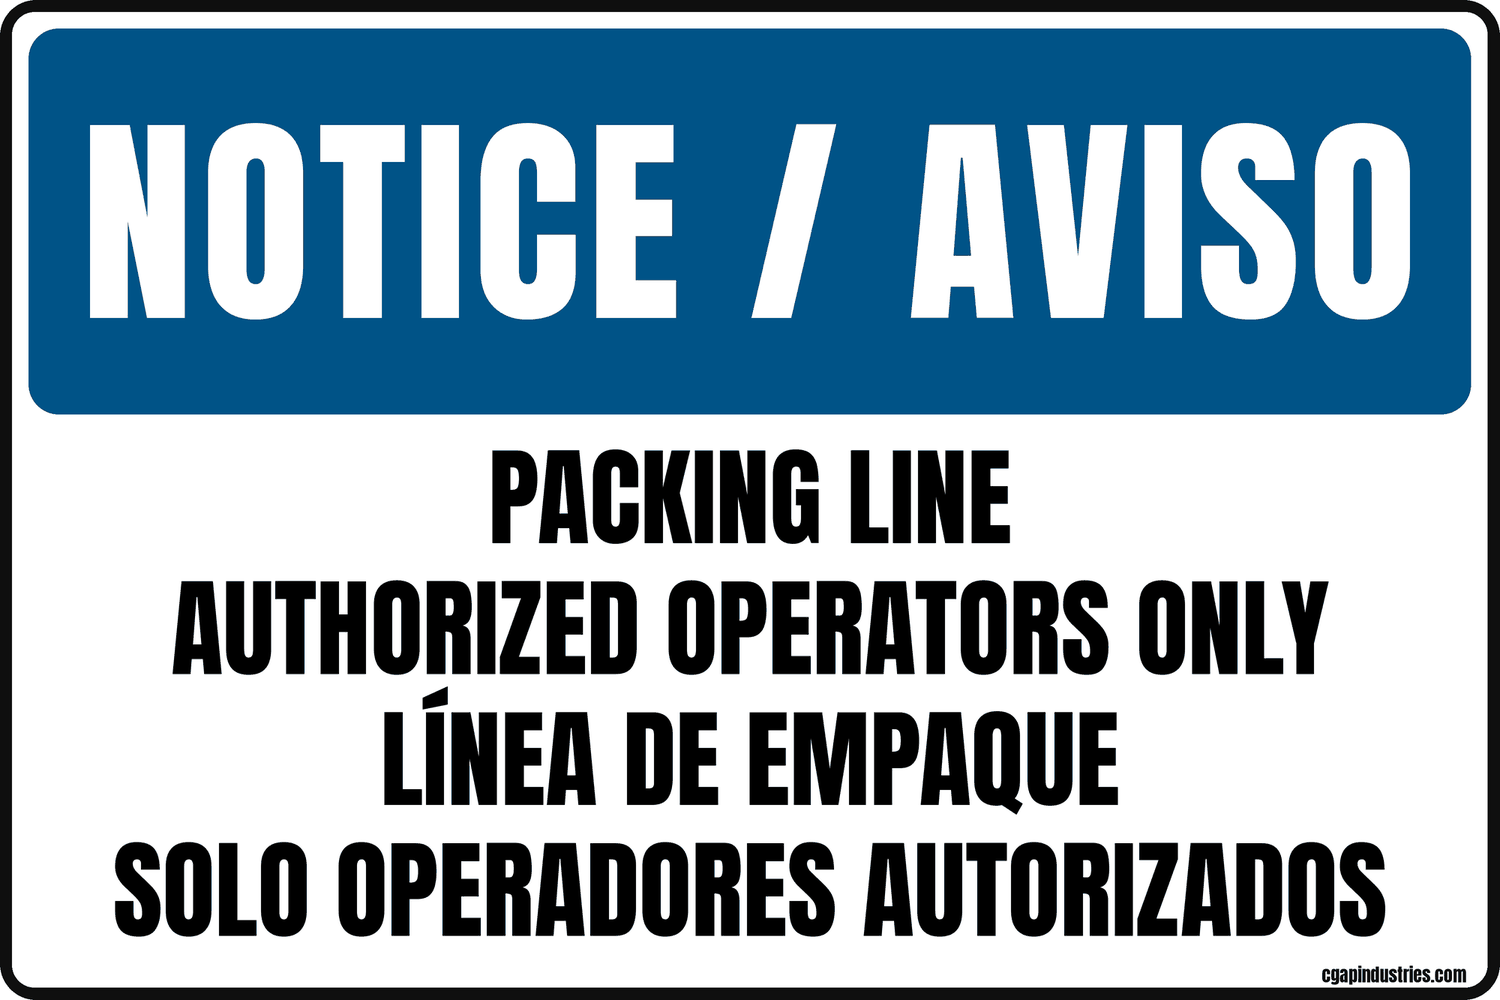 NOTICE / AVISO
PACKING LINE
AUTHORIZED OPERATORS ONLY
LÍNEA DE EMPAQUE
SOLO OPERADORES AUTORIZADOS
cgapindustries.com